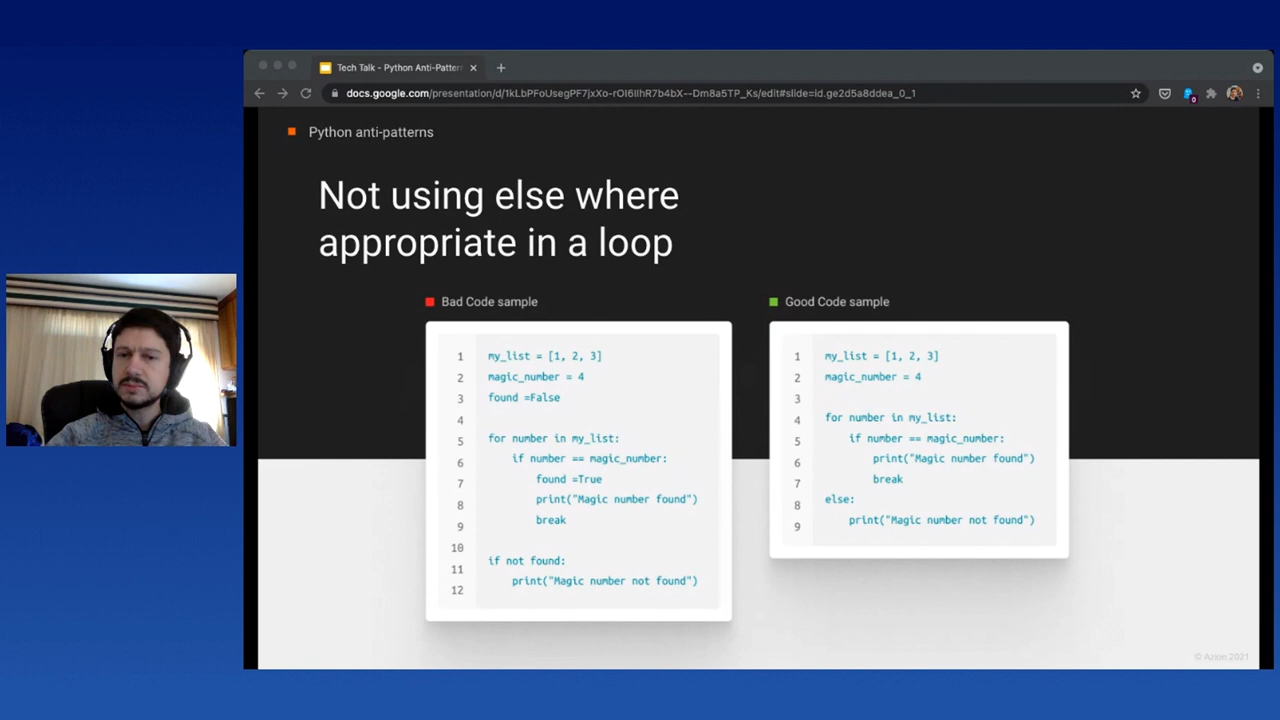 Tech Talk - Python Anti-Pattern
docs.google.com/presentation/d/1kLbPFoUsegPF7jxXo-rOI6IlhR7b4bX--Dm8a5TP_Ks/edit#slide=id.ge2d5a8ddea_0_1
0
Python anti-patterns
Not using else where
appropriate in a loop
Bad Code sample
1 my_list = [1, 2, 3]
2 magic_number = 4
3 found =False
4
5 for number in my_list:
6 if number == magic_number:
7 found =True
8 print("Magic number found")
9 break
10
11 if not found:
12 print("Magic number not found")
Good Code sample
1 my_list = [1, 2, 3]
2 magic_number = 4
3
4 for number in my_list:
5 if number == magic_number:
6 print("Magic number found")
7 break
8 else:
9 print("Magic number not found")
© Azion 2021